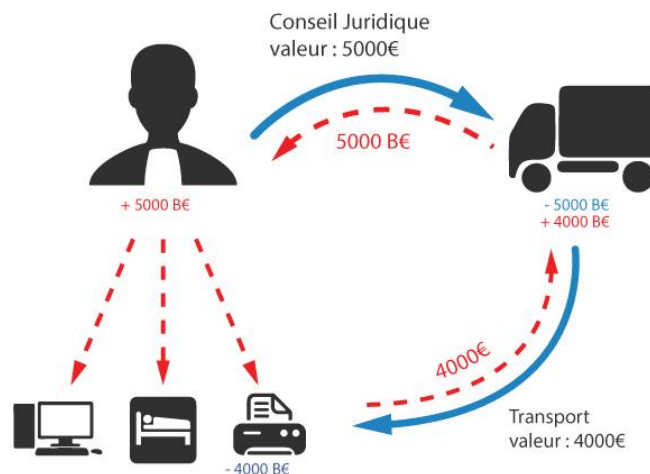 Conseil Juridique
valeur : 5000€
5000 B€
+ 5000 B€
- 5000 B€
+ 4000 B€
4000€
Transport
valeur : 4000€
- 4000 B€